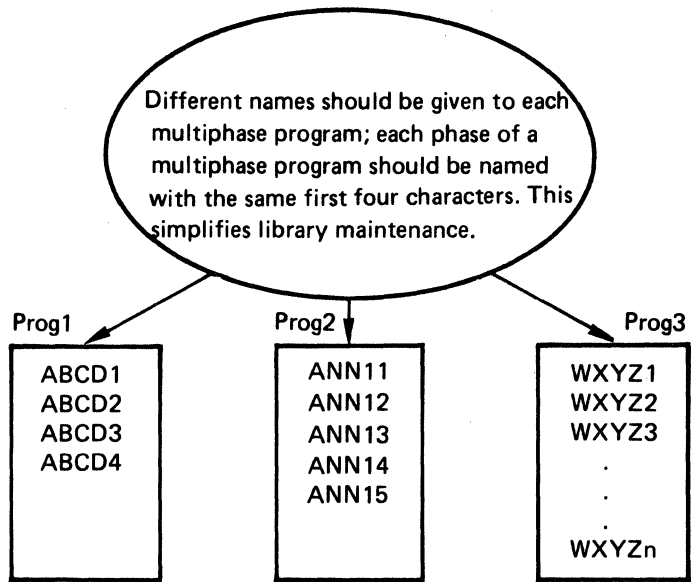 Different names should be given to each
multiphase program; each phase of a
multiphase program should be named
with the same first four characters. This
simplifies library maintenance.
Prog1
Prog2
Prog3
ABCD1
ABCD2
ABCD3
ABCD4
ANN11
ANN12
ANN13
ANN14
ANN15
WXYZ1
WXYZ2
WXYZ3
.
.
.
WXYZn